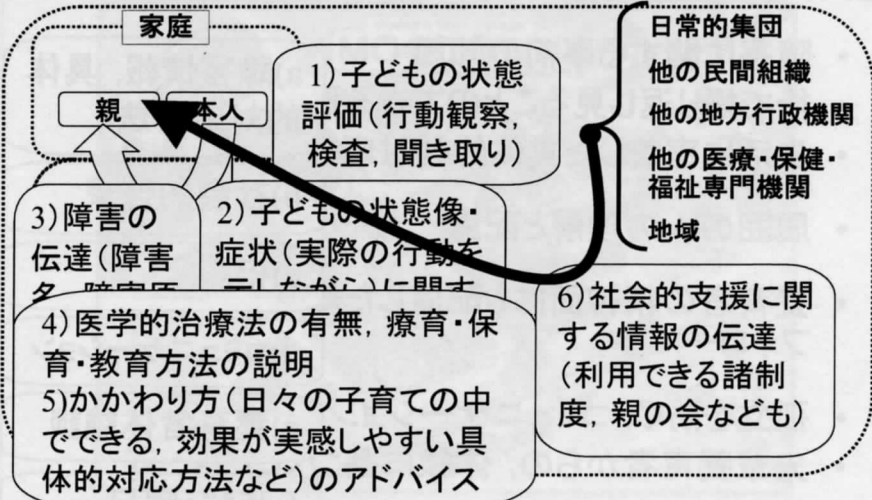 家庭
親
本人
1）子どもの状態
評価（行動観察，
検査，聞き取り）
日常的集団
他の民間組織
他の地方行政機関
他の医療・保健・
福祉専門機関
地域
3）障害の
伝達（障害
2）子どもの状態像・
症状（実際の行動を
示しながら）に関す
4）医学的治療法の有無，療育・保
育・教育方法の説明
5)かかわり方（日々の子育ての中
でできる，効果が実感しやすい具
体的対応方法など）のアドバイス
6）社会的支援に関
する情報の伝達
（利用できる諸制
度，親の会なども）